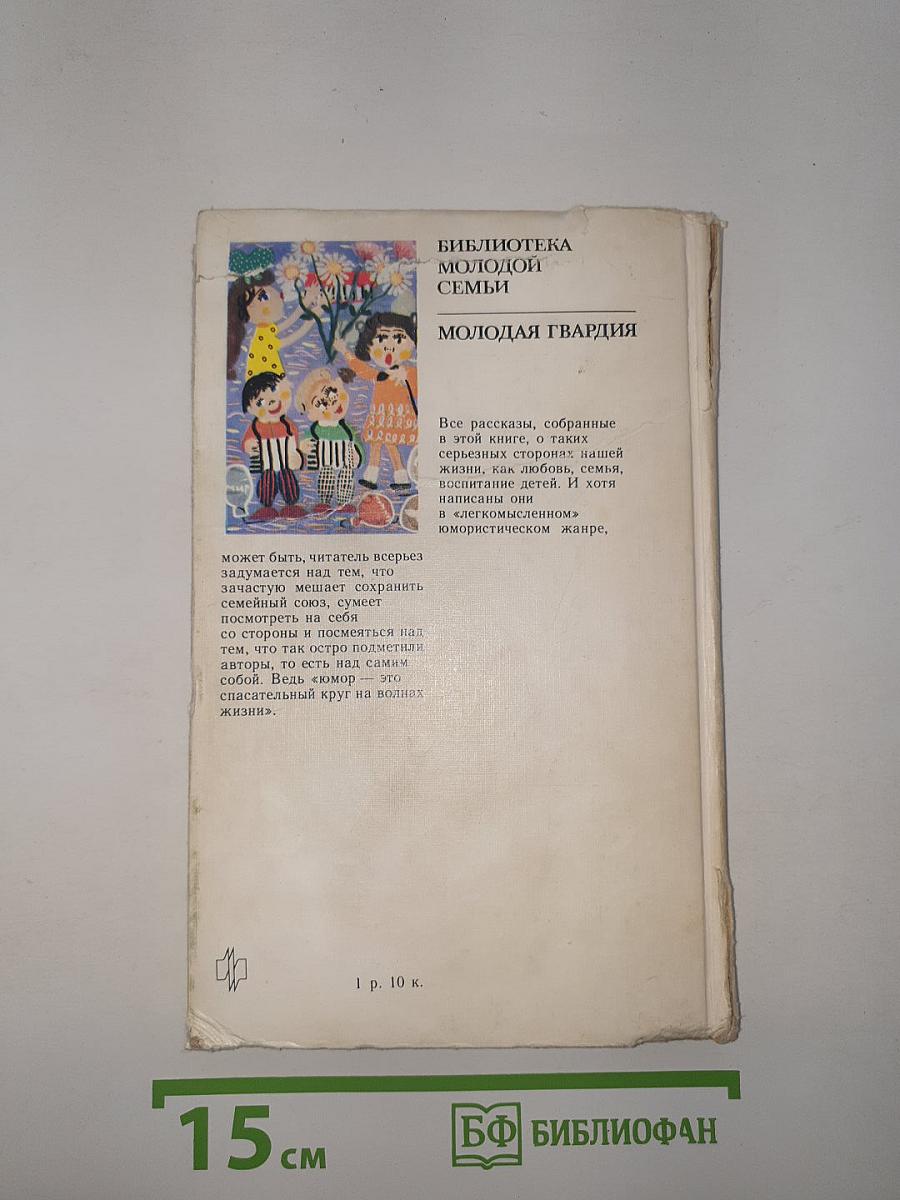 БИБЛИОТЕКА
МОЛОДОЙ
СЕМЬИ
МОЛОДАЯ ГВАРДИЯ
Все рассказы, собранные
в этой книге, о таких
серьезных сторонах нашей
жизни, как любовь, семья,
воспитание детей. И хотя
написаны они
в «легкомысленном»
юмористическом жанре,
может быть, читатель всерьез
задумается над тем, что
зачастую мешает сохранить
семейный союз, сумеет
посмотреть на себя
со стороны и посмеяться над
тем, что так остро подметили
авторы, то есть над самим
собой. Ведь «юмор — это
спасательный круг на волнах
жизни».
мир
1 р. 10 к.
15 см
БФ БИБЛИОФАН